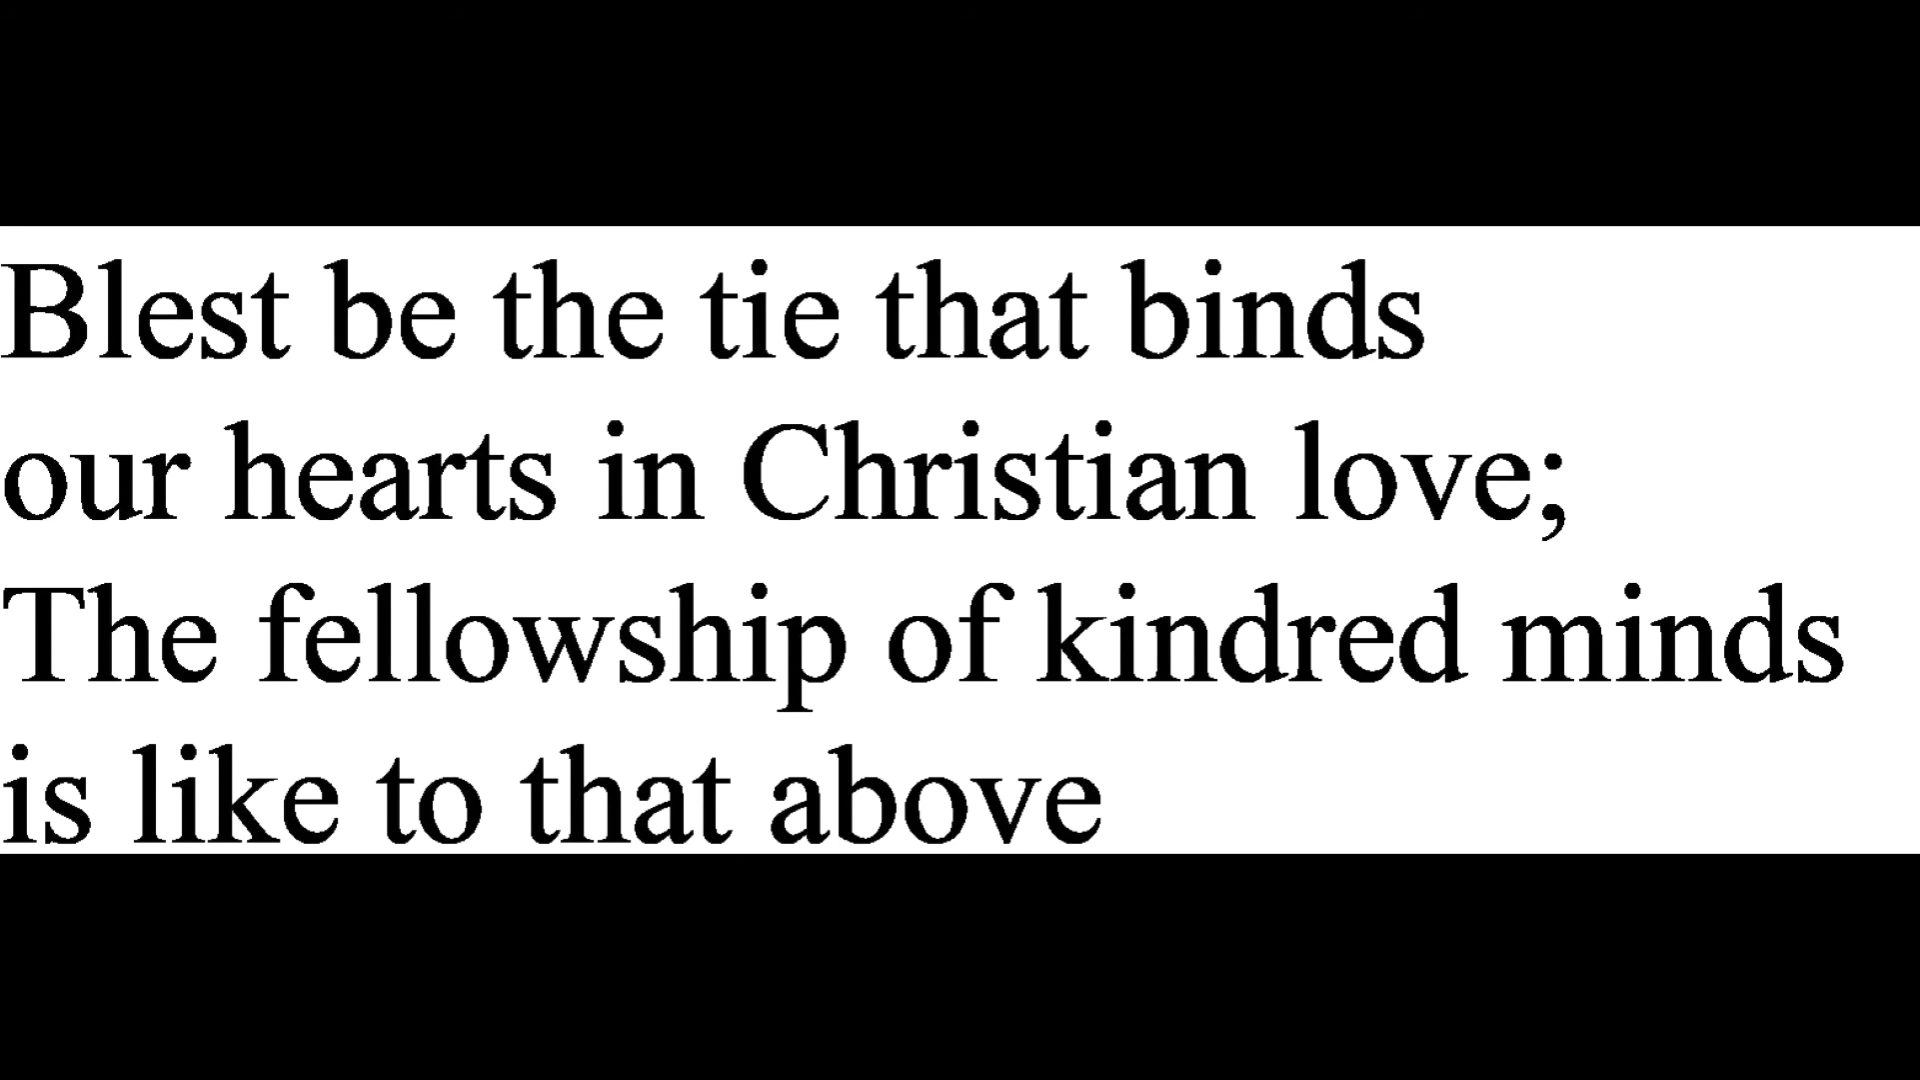 Blest be the tie that binds
our hearts in Christian love;
The fellowship of kindred minds
is like to that above